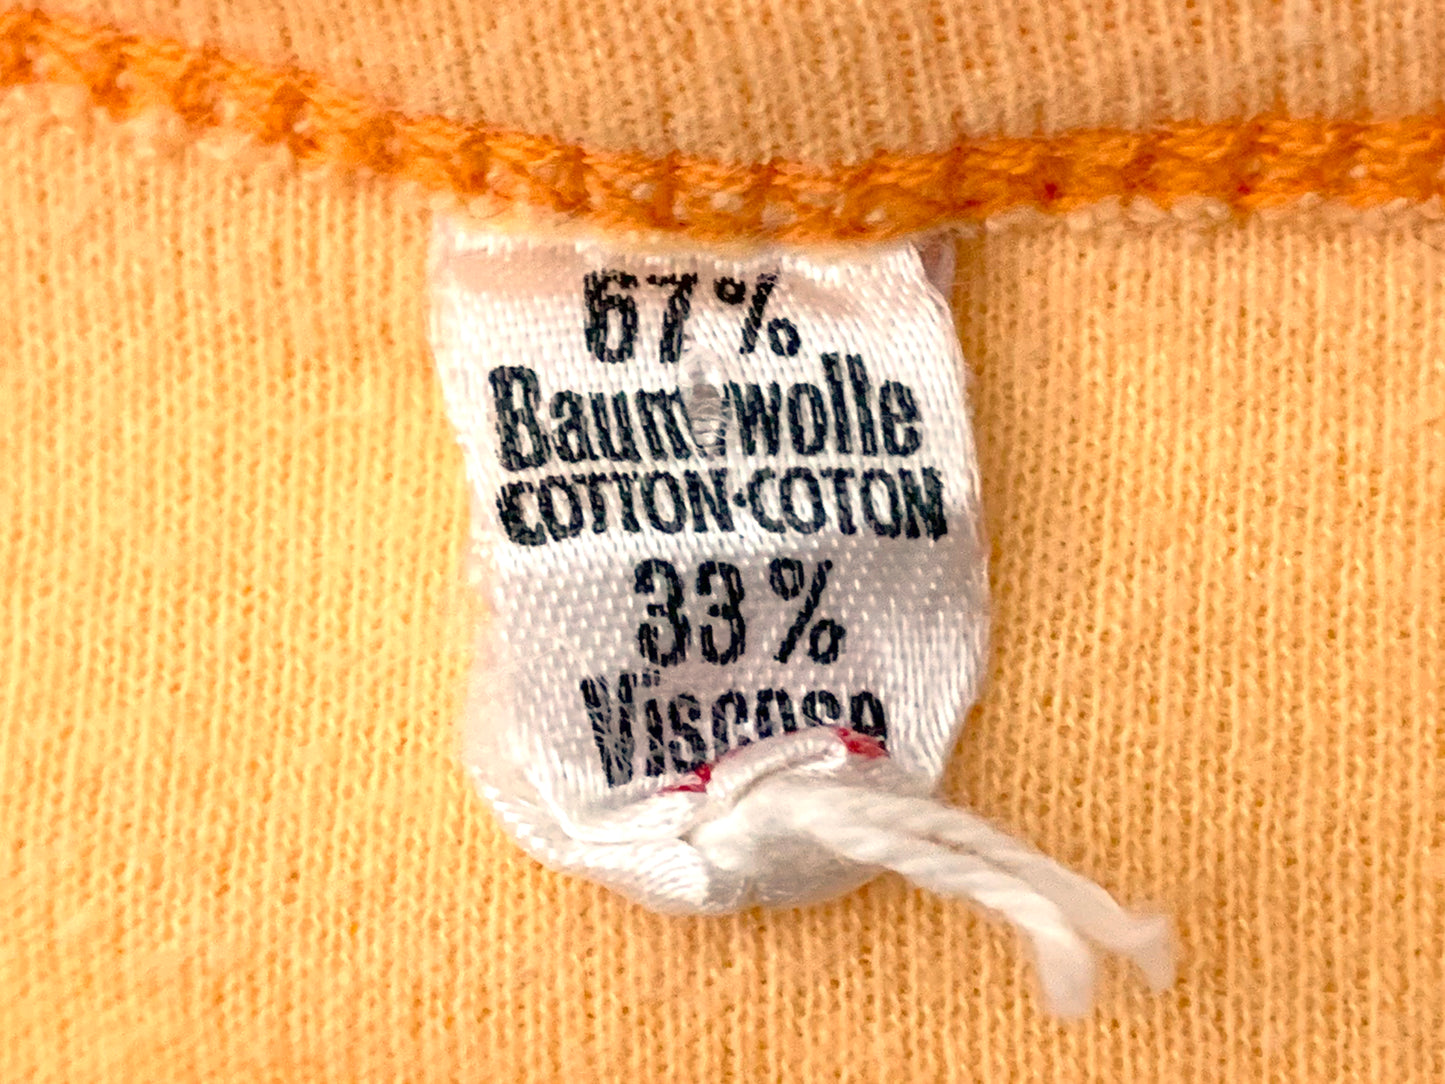 67%
Baumwolle
COTTON·COTON
33%
Viscose